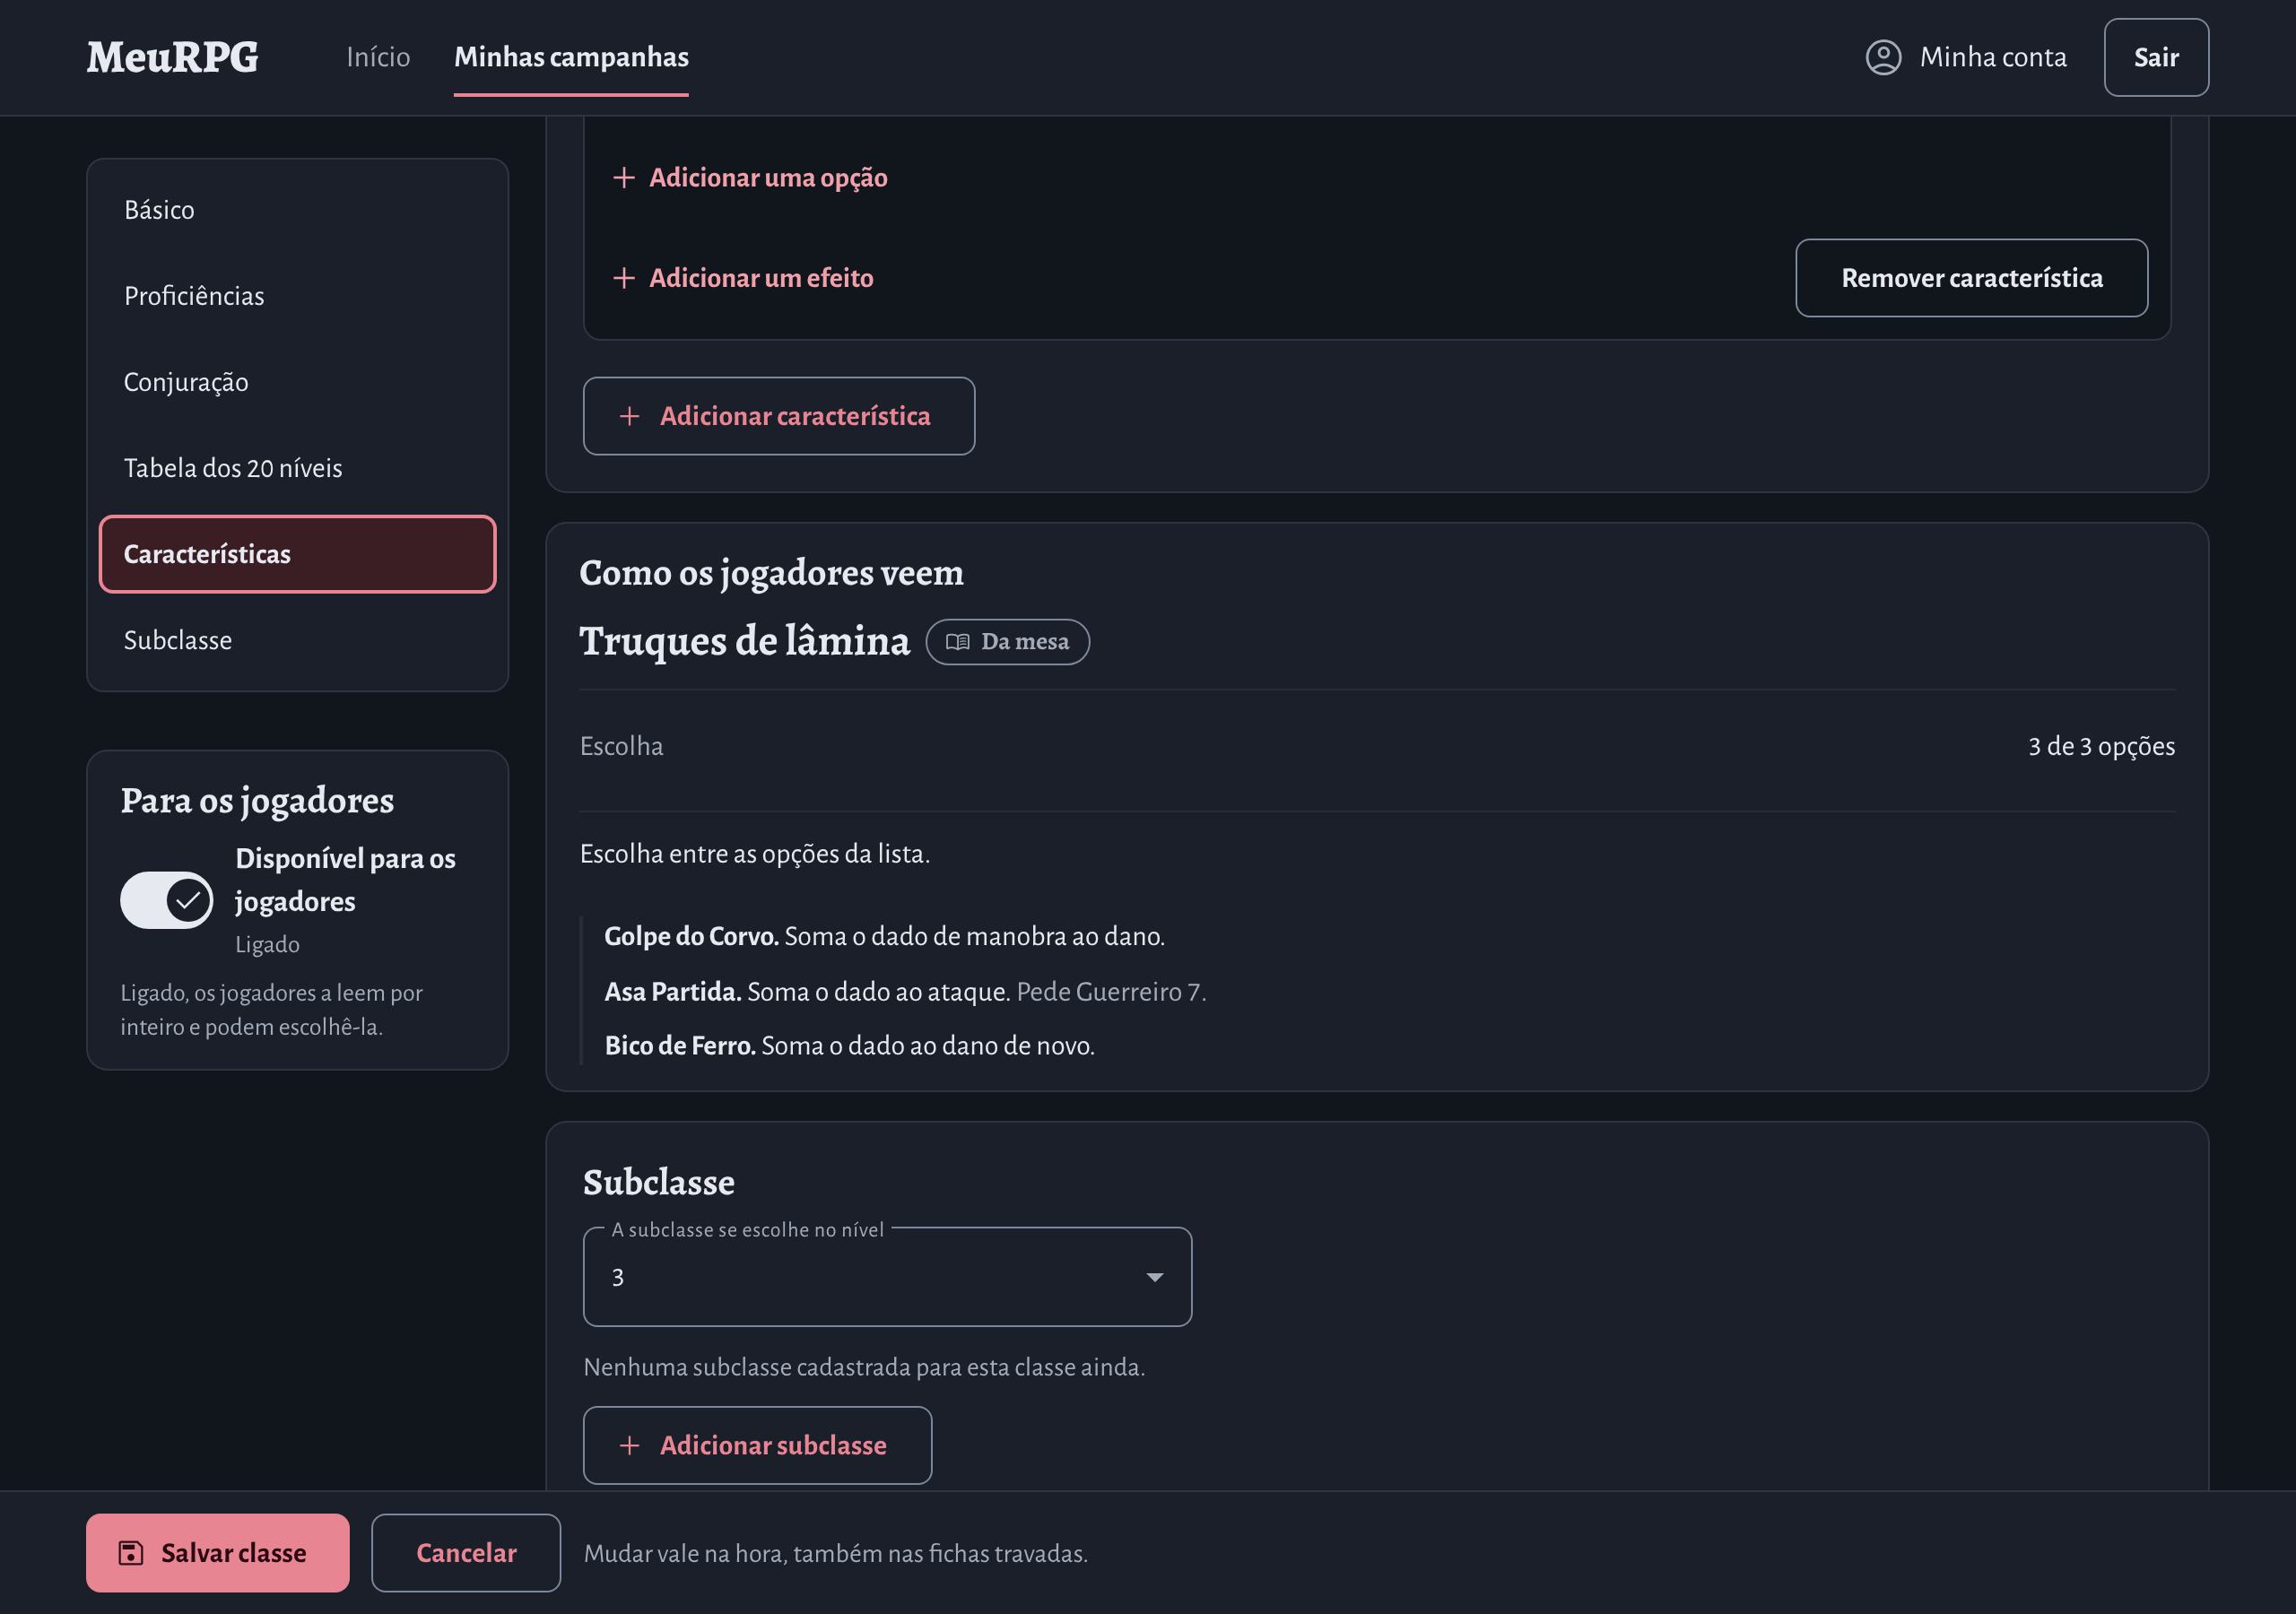 MeuRPG
Início
Minhas campanhas
Minha conta
Sair
Básico
Proficiências
Conjuração
Tabela dos 20 níveis
Características
Subclasse
Para os jogadores
Disponível para os
jogadores
Ligado
Ligado, os jogadores a leem por
inteiro e podem escolhê-la.
Adicionar uma opção
Adicionar um efeito
Remover característica
Adicionar característica
Como os jogadores veem
Truques de lâmina
Da mesa
Escolha
3 de 3 opções
Escolha entre as opções da lista.
Golpe do Corvo. Soma o dado de manobra ao dano.
Asa Partida. Soma o dado ao ataque. Pede Guerreiro 7.
Bico de Ferro. Soma o dado ao dano de novo.
Subclasse
A subclasse se escolhe no nível
3
Nenhuma subclasse cadastrada para esta classe ainda.
Adicionar subclasse
Salvar classe
Cancelar
Mudar vale na hora, também nas fichas travadas.